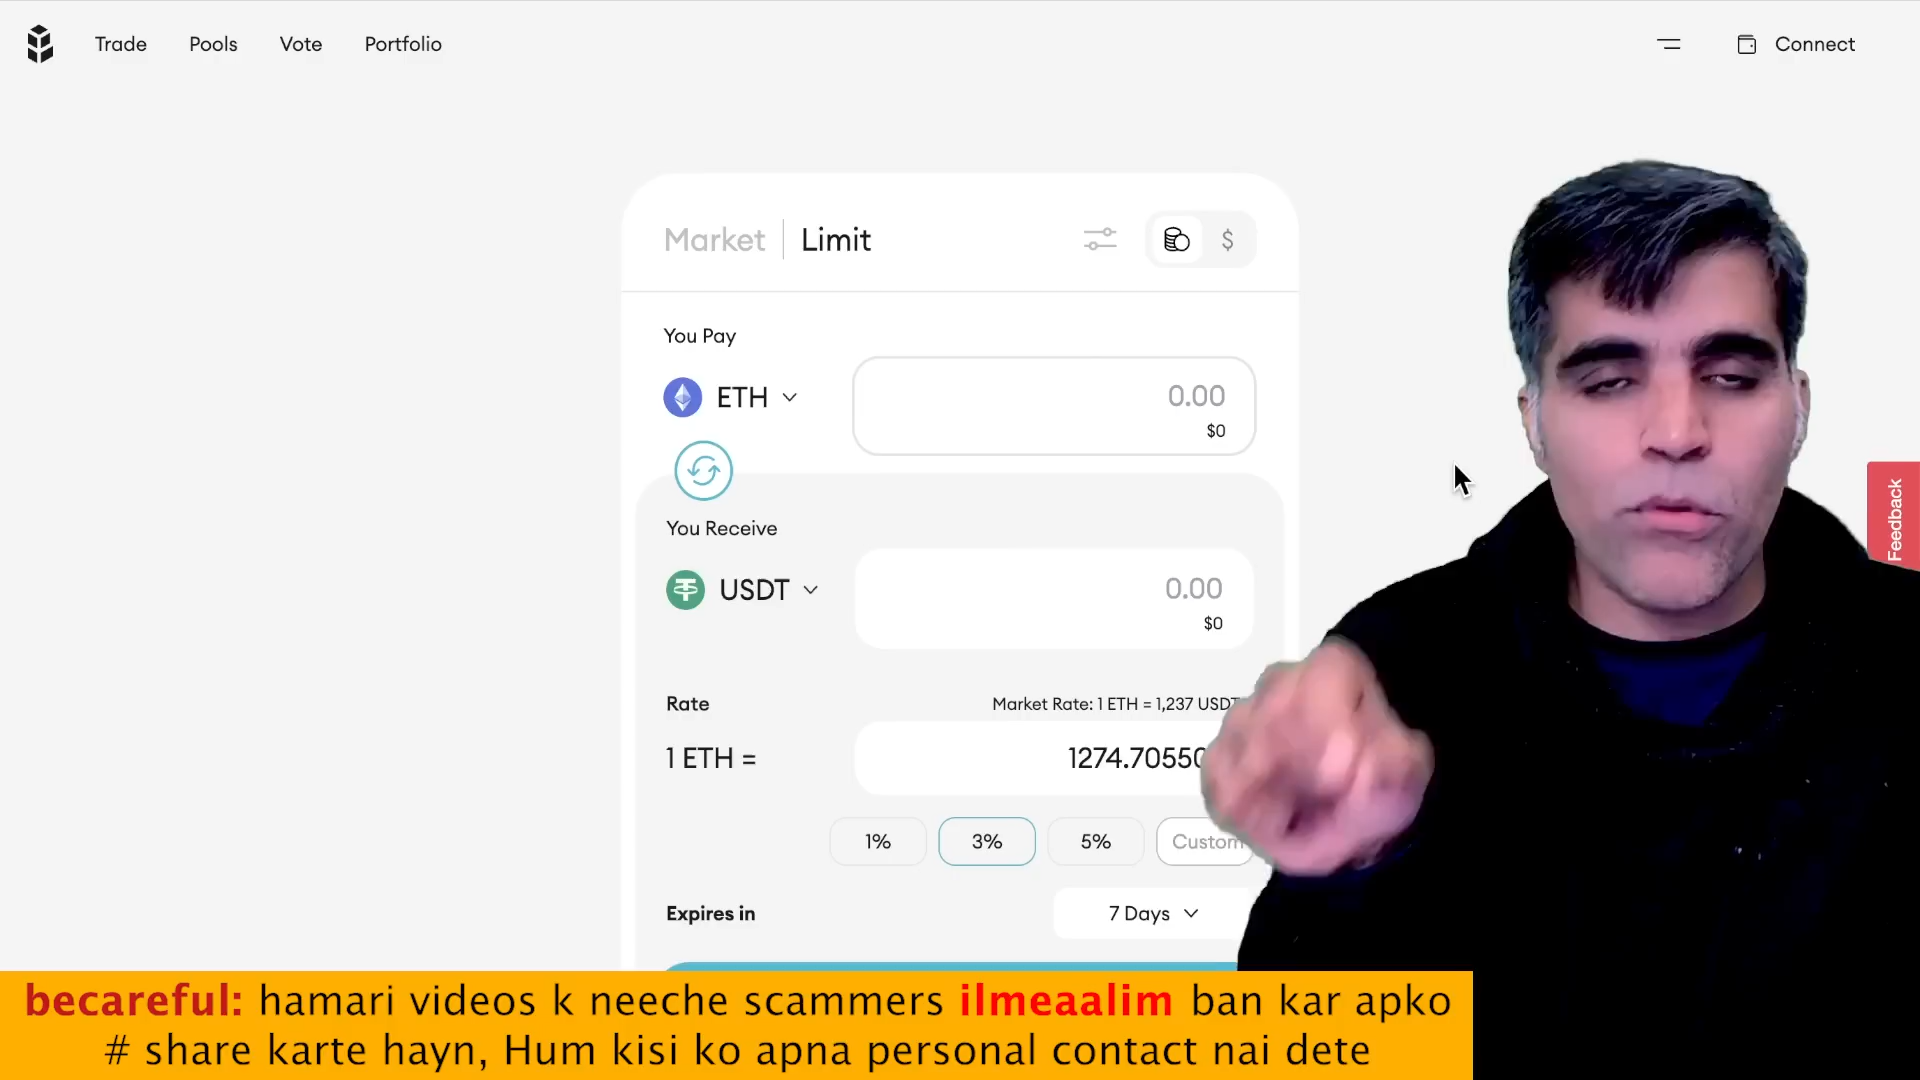 Trade Pools Vote Portfolio Connect
Market Limit $
You Pay
ETH 0.00
$0
You Receive
USDT 0.00
$0
Rate Market Rate: 1 ETH = 1,237 USDT
1 ETH = 1274.70550
1% 3% 5% Custom
Expires in 7 Days
Feedback
becareful: hamari videos k neeche scammers ilmeaalim ban kar apko
# share karte hayn, Hum kisi ko apna personal contact nai dete